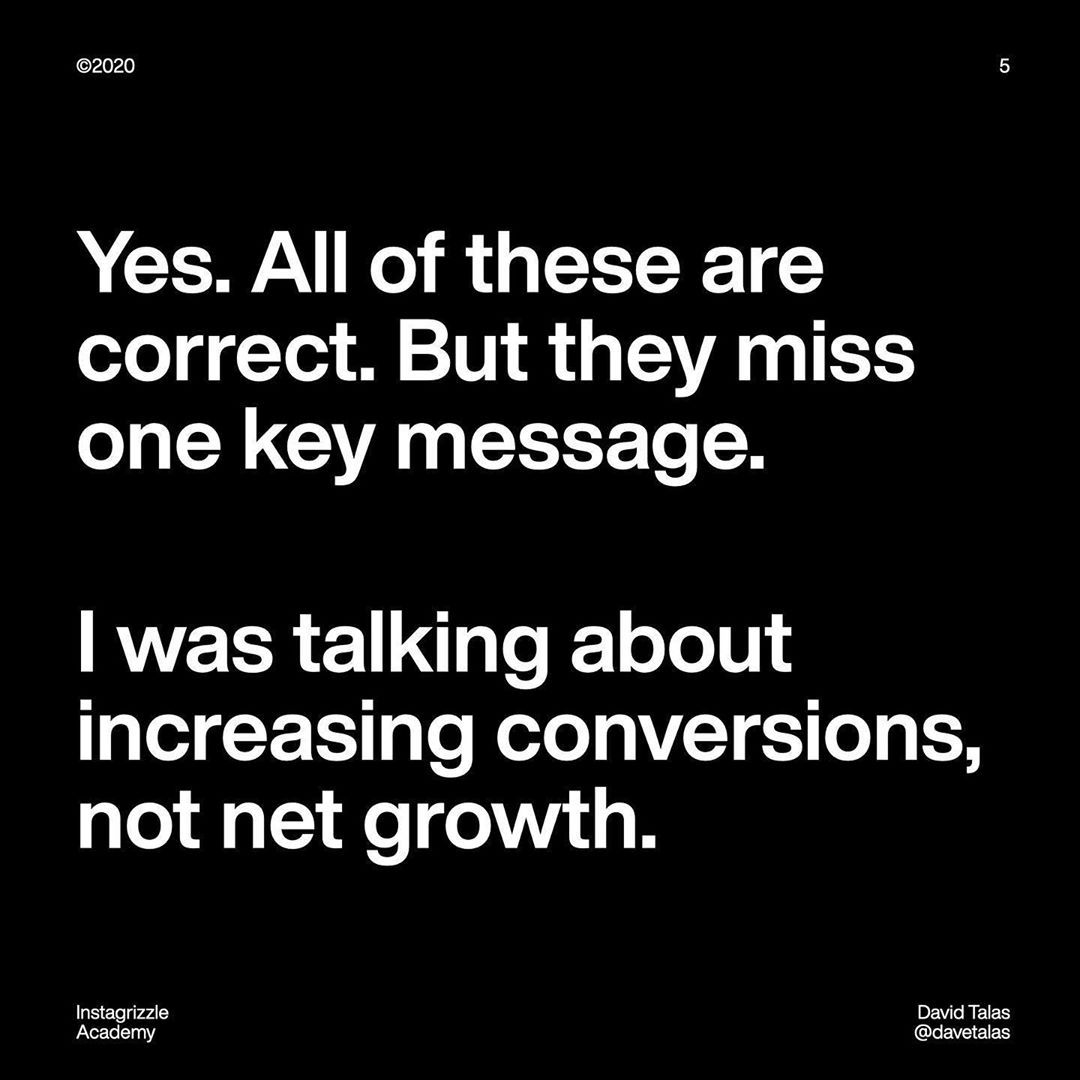 ©2020
5
Yes. All of these are
correct. But they miss
one key message.
I was talking about
increasing conversions,
not net growth.
Instagrizzle
Academy
David Talas
@davetalas